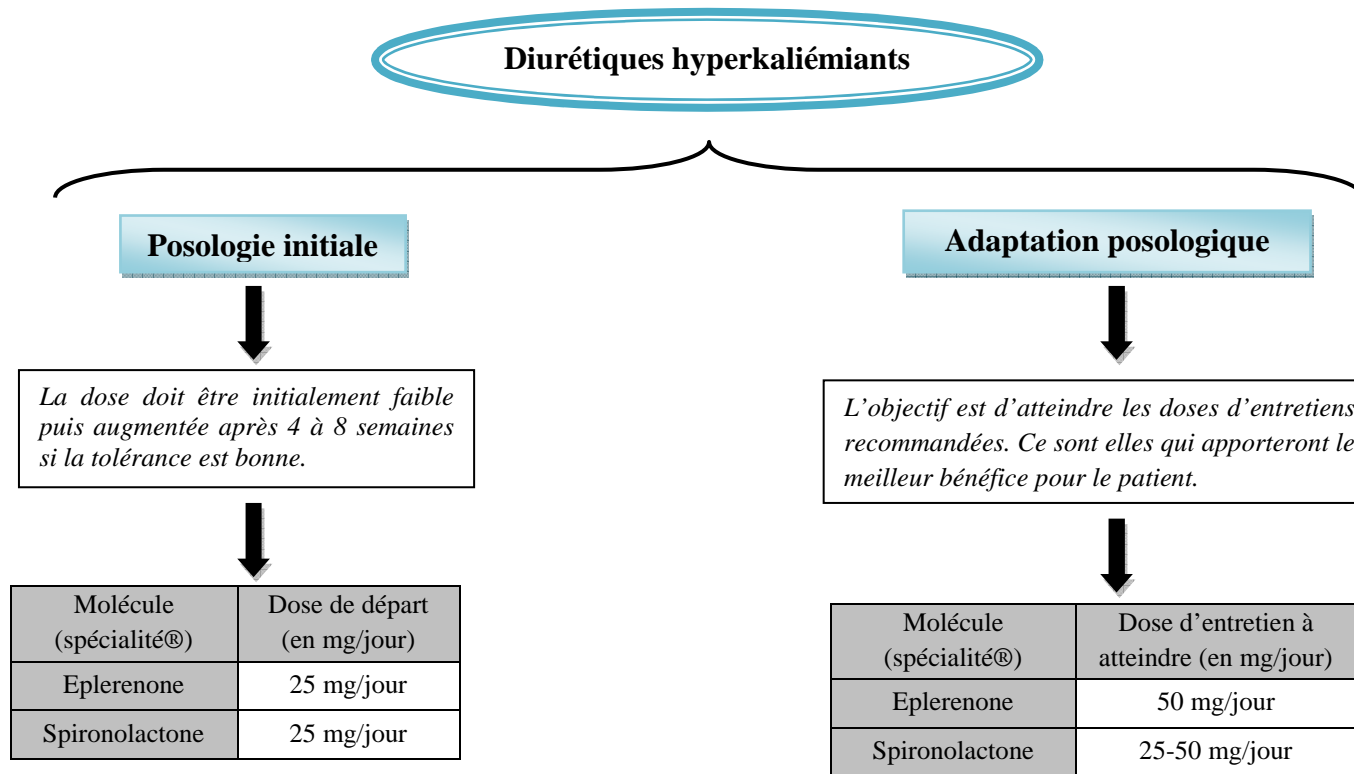 Diurétiques hyperkaliémiants
Posologie initiale
La dose doit être initialement faible
puis augmentée après 4 à 8 semaines
si la tolérance est bonne.
Molécule
(spécialité®)
Dose de départ
(en mg/jour)
Eplerenone
25 mg/jour
Spironolactone
25 mg/jour
Adaptation posologique
L’objectif est d’atteindre les doses d’entretiens
recommandées. Ce sont elles qui apporteront le
meilleur bénéfice pour le patient.
Molécule
(spécialité®)
Dose d’entretien à
atteindre (en mg/jour)
Eplerenone
50 mg/jour
Spironolactone
25-50 mg/jour